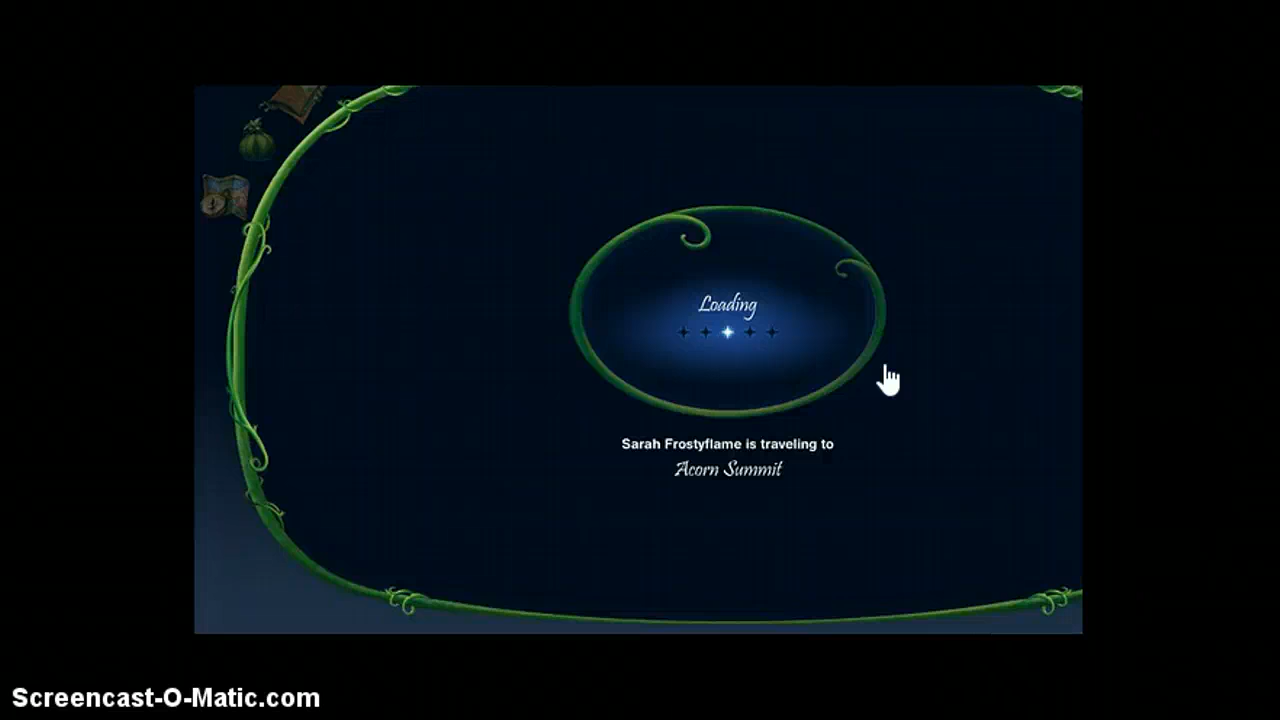 Loading
Sarah Frostyflame is traveling to
Acorn Summit
Screencast-O-Matic.com